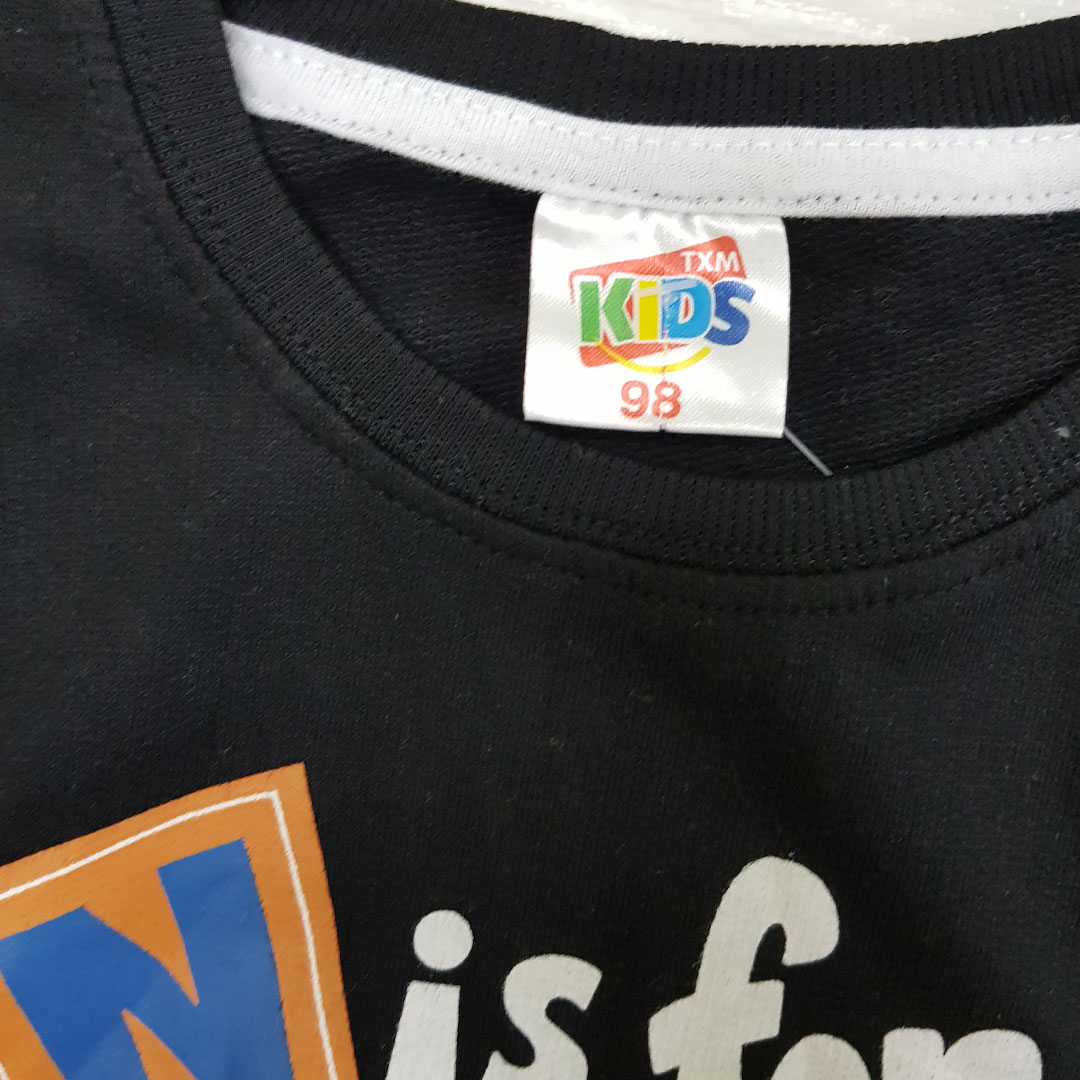 TXM
KiDS
98
N is for